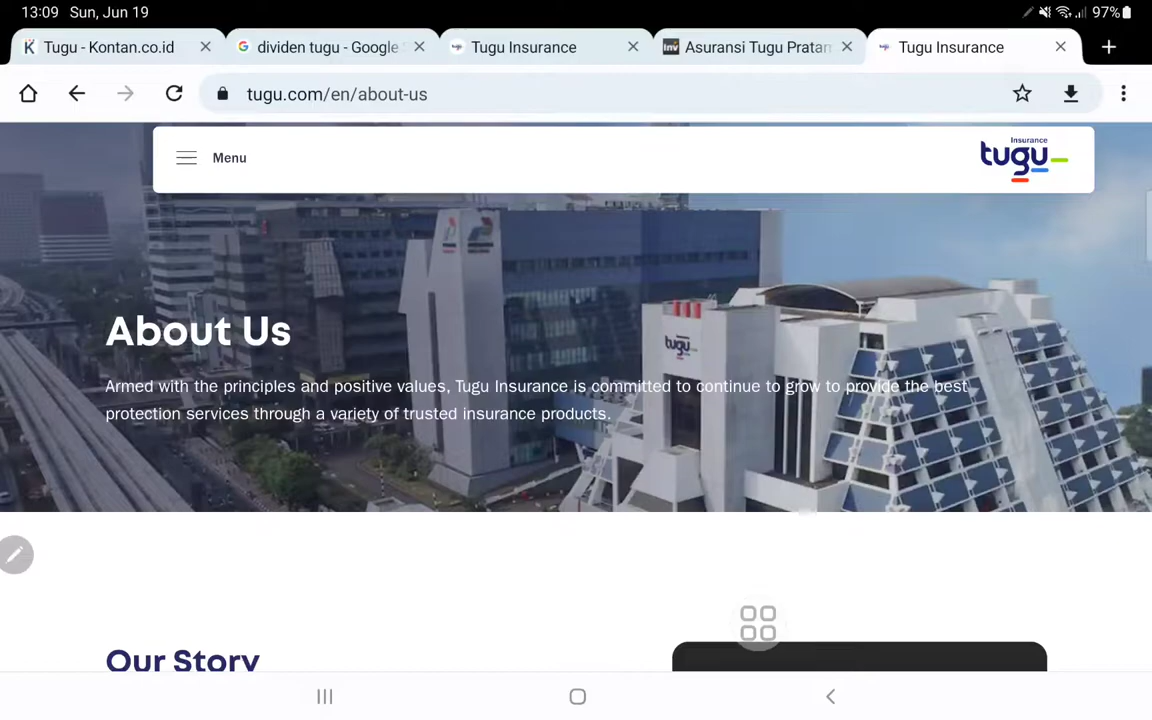 13:09 Sun, Jun 19 97%
Tugu - Kontan.co.id
dividen tugu - Google
Tugu Insurance
Asuransi Tugu Pratam
Tugu Insurance
tugu.com/en/about-us
Menu
Insurance
tugu
tugu
About Us
Armed with the principles and positive values, Tugu Insurance is committed to continue to grow to provide the best
protection services through a variety of trusted insurance products.
Our Story